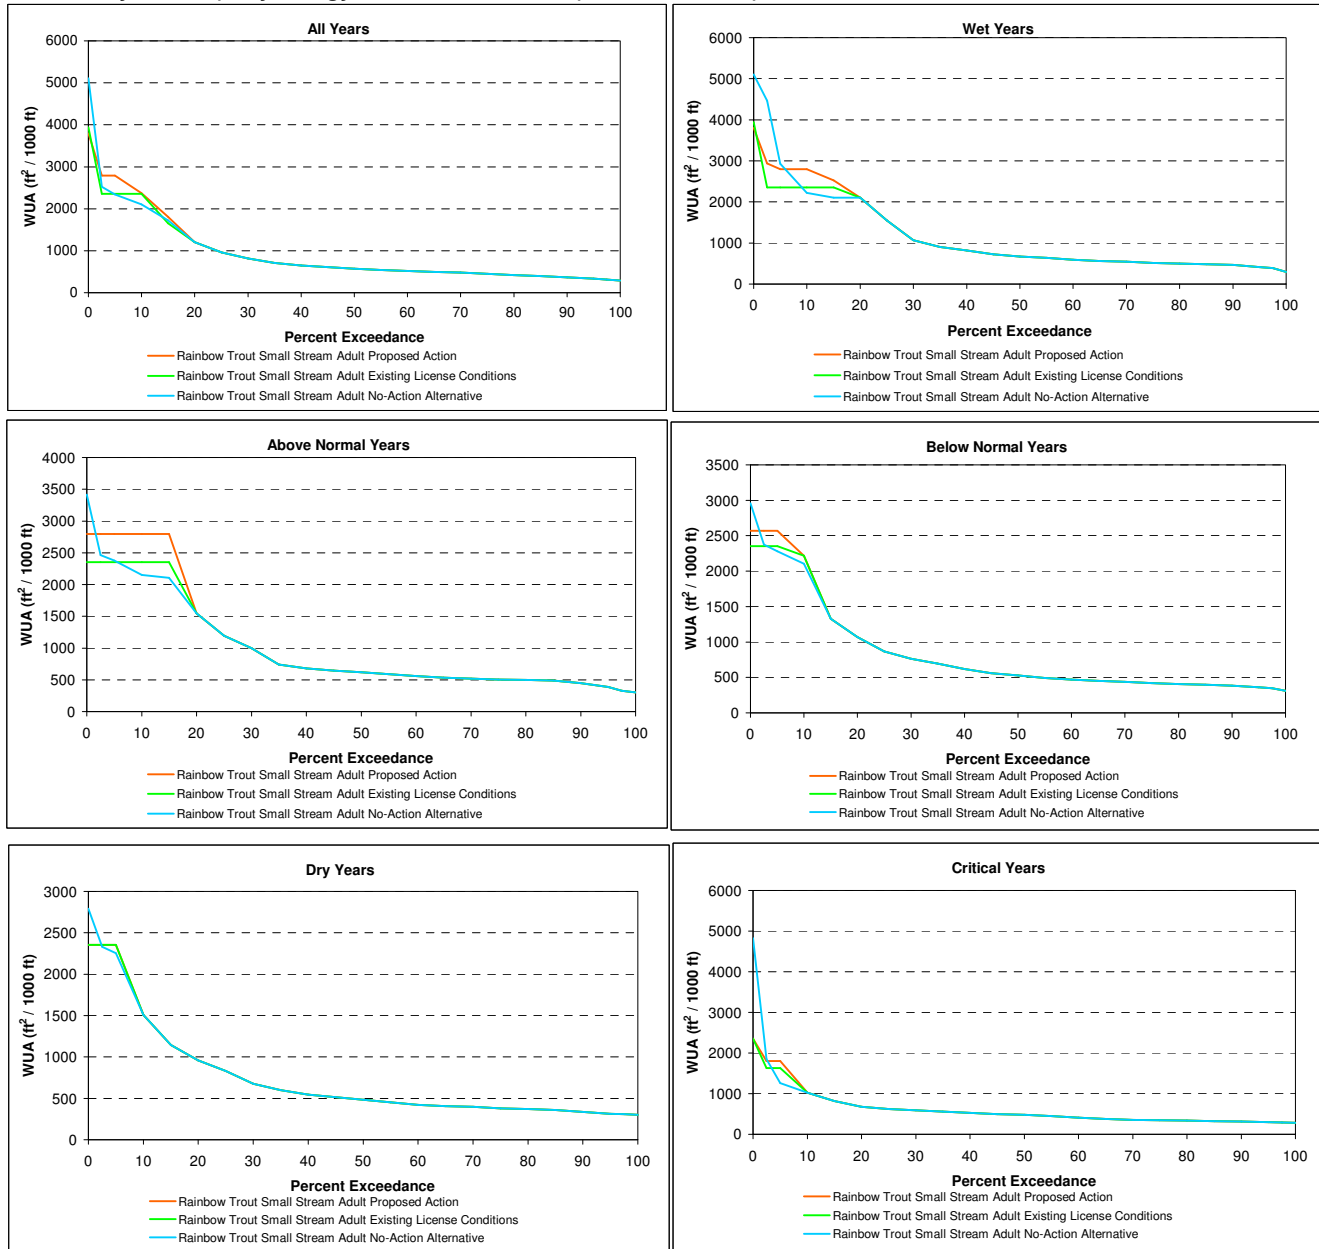 All Years
WUA (ft2 / 1000 ft)
6000
5000
4000
3000
2000
1000
0
0 10 20 30 40 50 60 70 80 90 100
Percent Exceedance
Rainbow Trout Small Stream Adult Proposed Action
Rainbow Trout Small Stream Adult Existing License Conditions
Rainbow Trout Small Stream Adult No-Action Alternative
Wet Years
WUA (ft2 / 1000 ft)
6000
5000
4000
3000
2000
1000
0
0 10 20 30 40 50 60 70 80 90 100
Percent Exceedance
Rainbow Trout Small Stream Adult Proposed Action
Rainbow Trout Small Stream Adult Existing License Conditions
Rainbow Trout Small Stream Adult No-Action Alternative
Above Normal Years
WUA (ft2 / 1000 ft)
4000
3500
3000
2500
2000
1500
1000
500
0
0 10 20 30 40 50 60 70 80 90 100
Percent Exceedance
Rainbow Trout Small Stream Adult Proposed Action
Rainbow Trout Small Stream Adult Existing License Conditions
Rainbow Trout Small Stream Adult No-Action Alternative
Below Normal Years
WUA (ft2 / 1000 ft)
3500
3000
2500
2000
1500
1000
500
0
0 10 20 30 40 50 60 70 80 90 100
Percent Exceedance
Rainbow Trout Small Stream Adult Proposed Action
Rainbow Trout Small Stream Adult Existing License Conditions
Rainbow Trout Small Stream Adult No-Action Alternative
Dry Years
WUA (ft2 / 1000 ft)
3000
2500
2000
1500
1000
500
0
0 10 20 30 40 50 60 70 80 90 100
Percent Exceedance
Rainbow Trout Small Stream Adult Proposed Action
Rainbow Trout Small Stream Adult Existing License Conditions
Rainbow Trout Small Stream Adult No-Action Alternative
Critical Years
WUA (ft2 / 1000 ft)
6000
5000
4000
3000
2000
1000
0
0 10 20 30 40 50 60 70 80 90 100
Percent Exceedance
Rainbow Trout Small Stream Adult Proposed Action
Rainbow Trout Small Stream Adult Existing License Conditions
Rainbow Trout Small Stream Adult No-Action Alternative